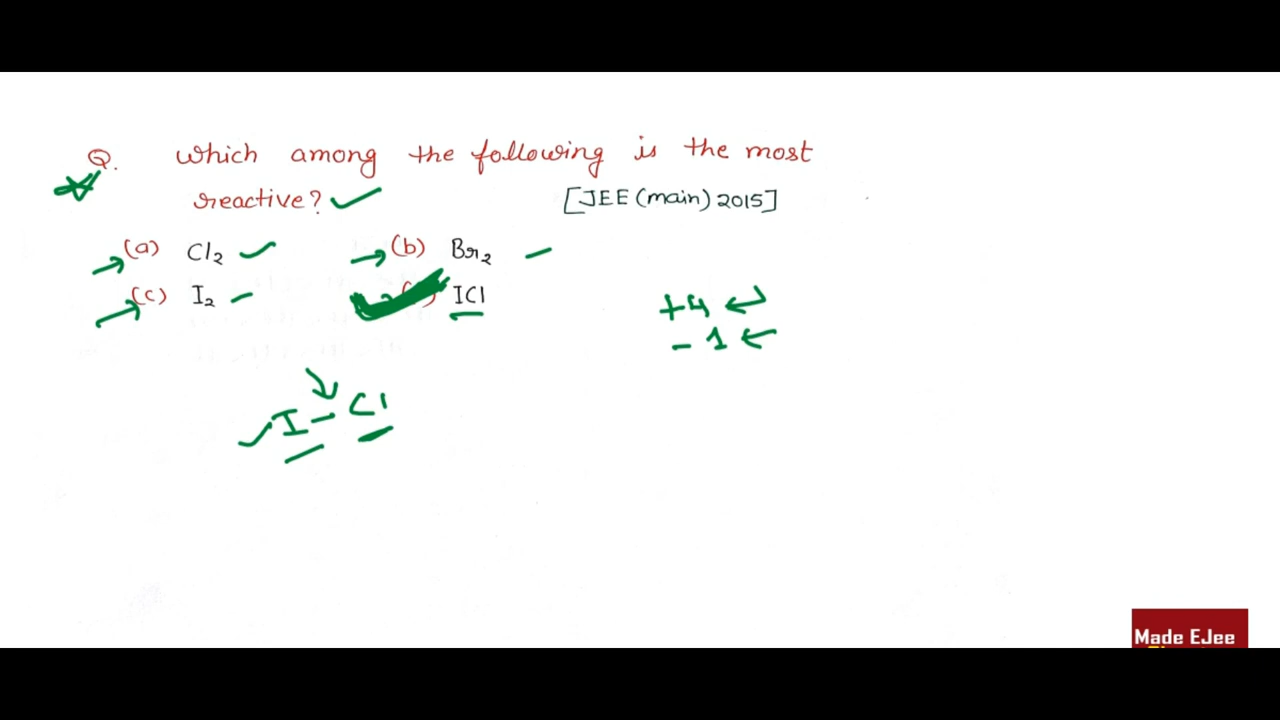 Q. Which among the following is the most
reactive? [JEE (main) 2015]
(a) Cl2 (b) Br2
(c) I2 ICl
+4
-1
I-Cl
Made EJee